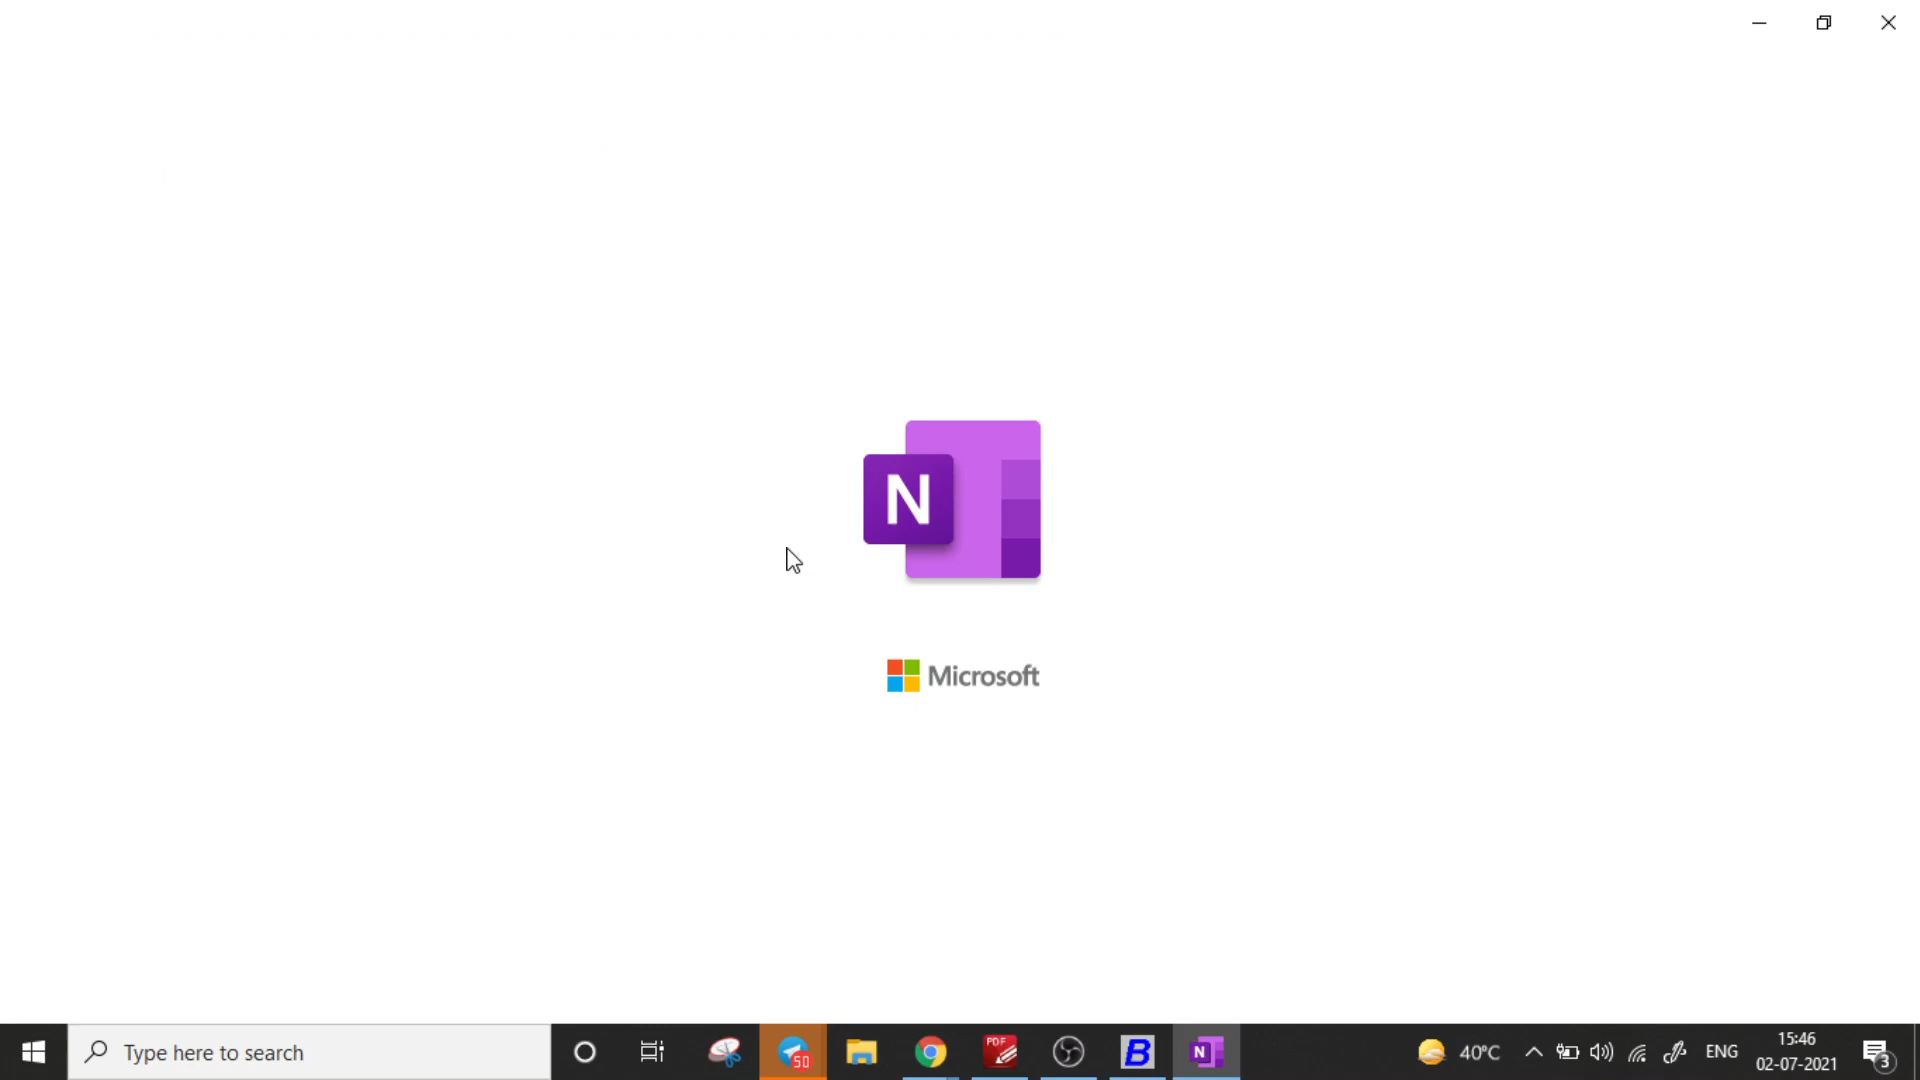 N
Microsoft
Type here to search
50
PDF
B
N
40°C
ENG
15:46
02-07-2021
3